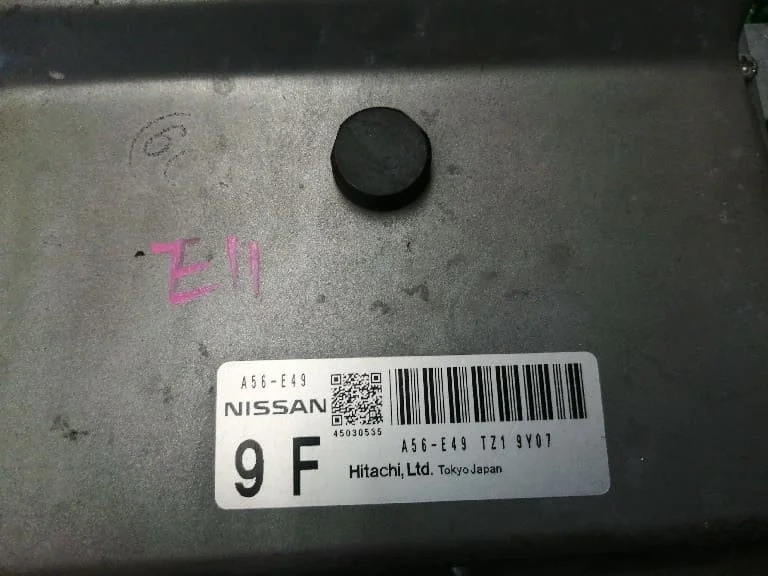 E11
A56-E49
NISSAN
45030535
A56-E49 TZ1 9Y07
9 F
Hitachi, Ltd. Tokyo Japan